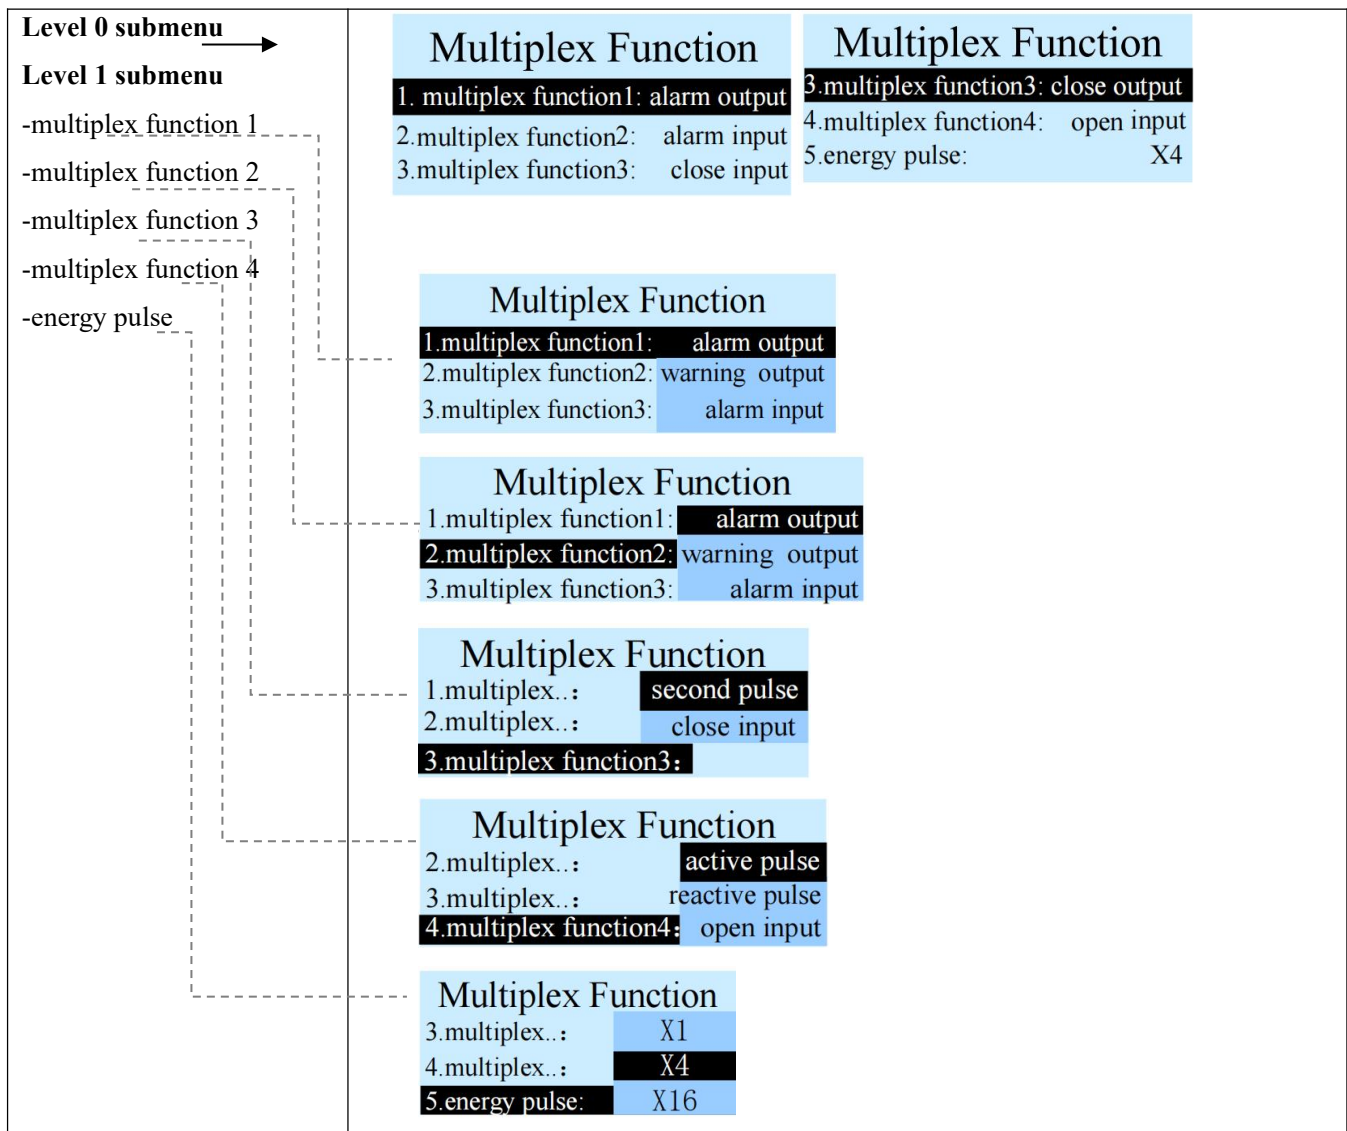 Level 0 submenu
Level 1 submenu
-multiplex function 1
-multiplex function 2
-multiplex function 3
-multiplex function 4
-energy pulse
Multiplex Function
1. multiplex function1: alarm output
2.multiplex function2: alarm input
3.multiplex function3: close input
Multiplex Function
3.multiplex function3: close output
4.multiplex function4: open input
5.energy pulse: X4
Multiplex Function
1.multiplex function1: alarm output
2.multiplex function2: warning output
3.multiplex function3: alarm input
Multiplex Function
1.multiplex function1: alarm output
2.multiplex function2: warning output
3.multiplex function3: alarm input
Multiplex Function
1.multiplex..: second pulse
2.multiplex..: close input
3.multiplex function3:
Multiplex Function
2.multiplex..: active pulse
3.multiplex..: reactive pulse
4.multiplex function4: open input
Multiplex Function
3.multiplex..: X1
4.multiplex..: X4
5.energy pulse: X16